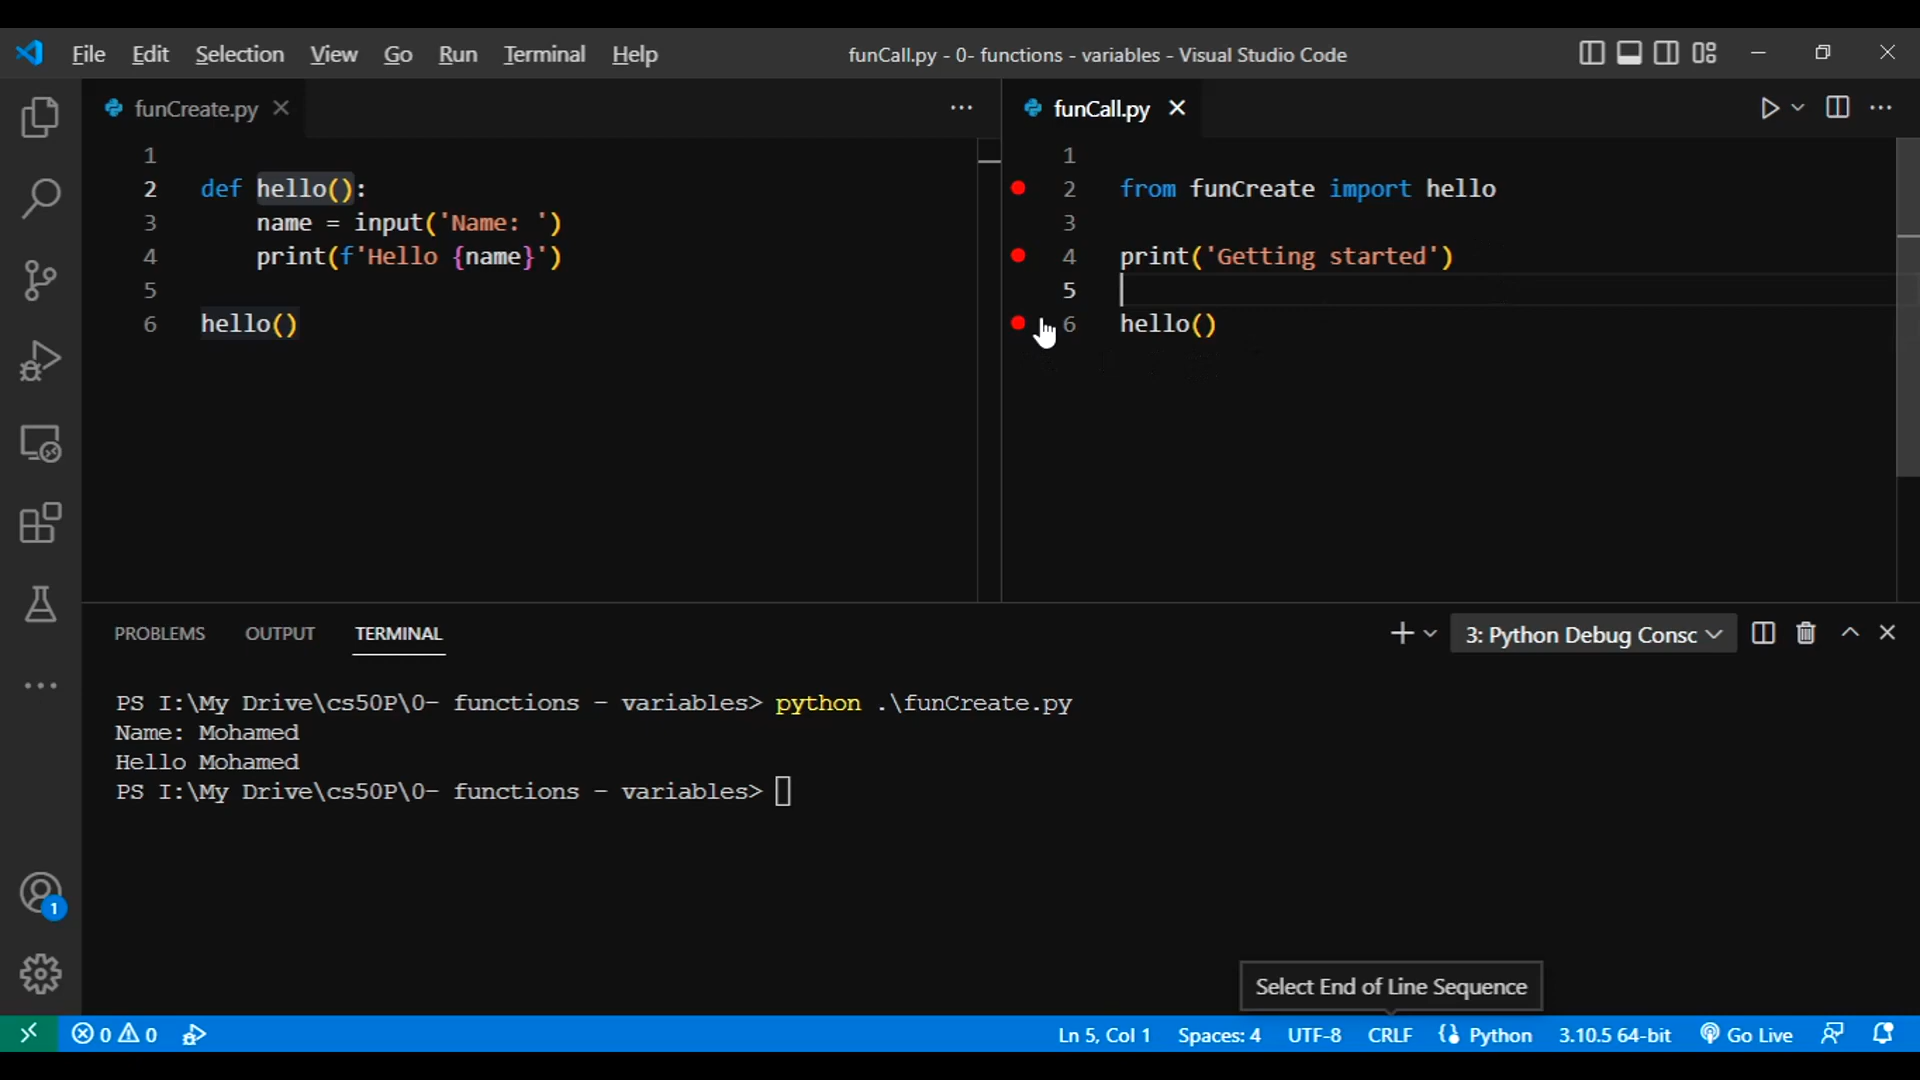 File Edit Selection View Go Run Terminal Help funCall.py - 0- functions - variables - Visual Studio Code
funCreate.py
1
2 def hello():
3 name = input('Name: ')
4 print(f'Hello {name}')
5
6 hello()
funCall.py
1
2 from funCreate import hello
3
4 print('Getting started')
5
6 hello()
PROBLEMS OUTPUT TERMINAL 3: Python Debug Consc
PS I:\My Drive\cs50P\0- functions - variables> python .\funCreate.py
Name: Mohamed
Hello Mohamed
PS I:\My Drive\cs50P\0- functions - variables>
1
Select End of Line Sequence
0 0 Ln 5, Col 1 Spaces: 4 UTF-8 CRLF Python 3.10.5 64-bit Go Live